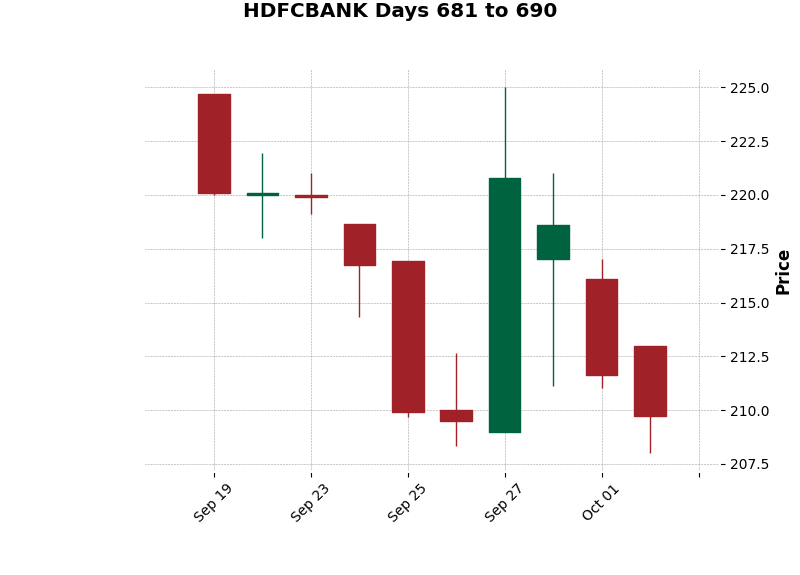 HDFCBANK Days 681 to 690
225.0
222.5
220.0
217.5
215.0
212.5
210.0
207.5
Price
Sep 19
Sep 23
Sep 25
Sep 27
Oct 01